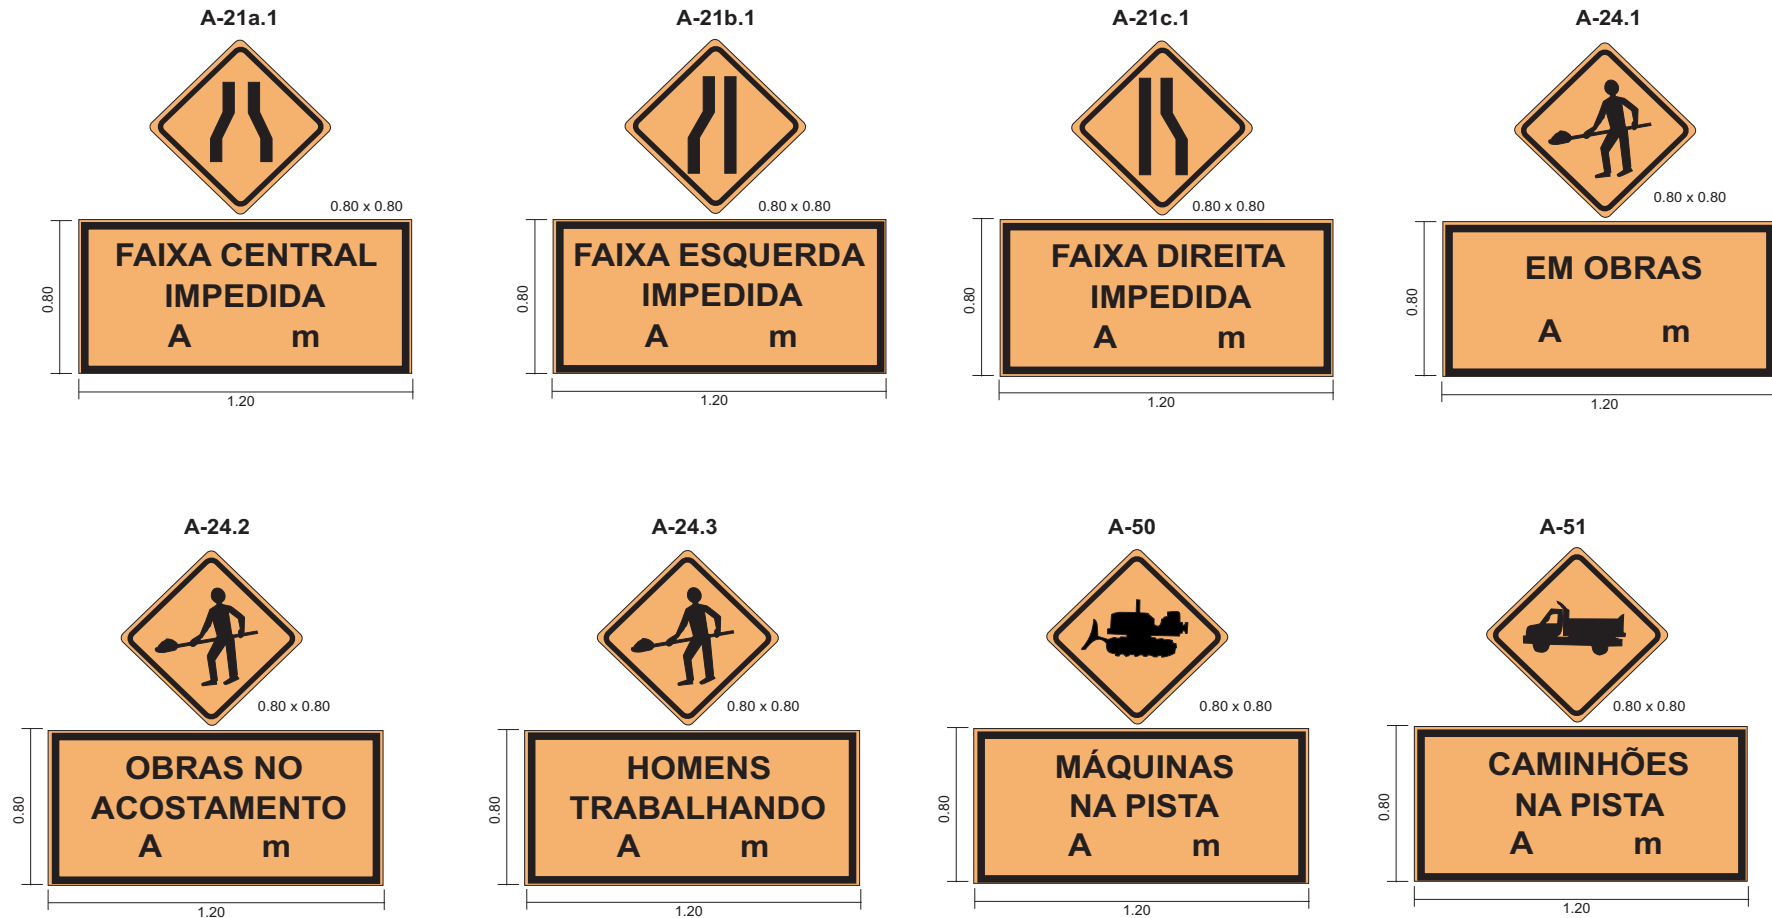 A-21a.1
0.80 x 0.80
FAIXA CENTRAL
IMPEDIDA
A m
0.80
1.20
A-21b.1
0.80 x 0.80
FAIXA ESQUERDA
IMPEDIDA
A m
0.80
1.20
A-21c.1
0.80 x 0.80
FAIXA DIREITA
IMPEDIDA
A m
0.80
1.20
A-24.1
0.80 x 0.80
EM OBRAS
A m
0.80
1.20
A-24.2
0.80 x 0.80
OBRAS NO
ACOSTAMENTO
A m
0.80
1.20
A-24.3
0.80 x 0.80
HOMENS
TRABALHANDO
A m
0.80
1.20
A-50
0.80 x 0.80
MÁQUINAS
NA PISTA
A m
0.80
1.20
A-51
0.80 x 0.80
CAMINHÕES
NA PISTA
A m
0.80
1.20